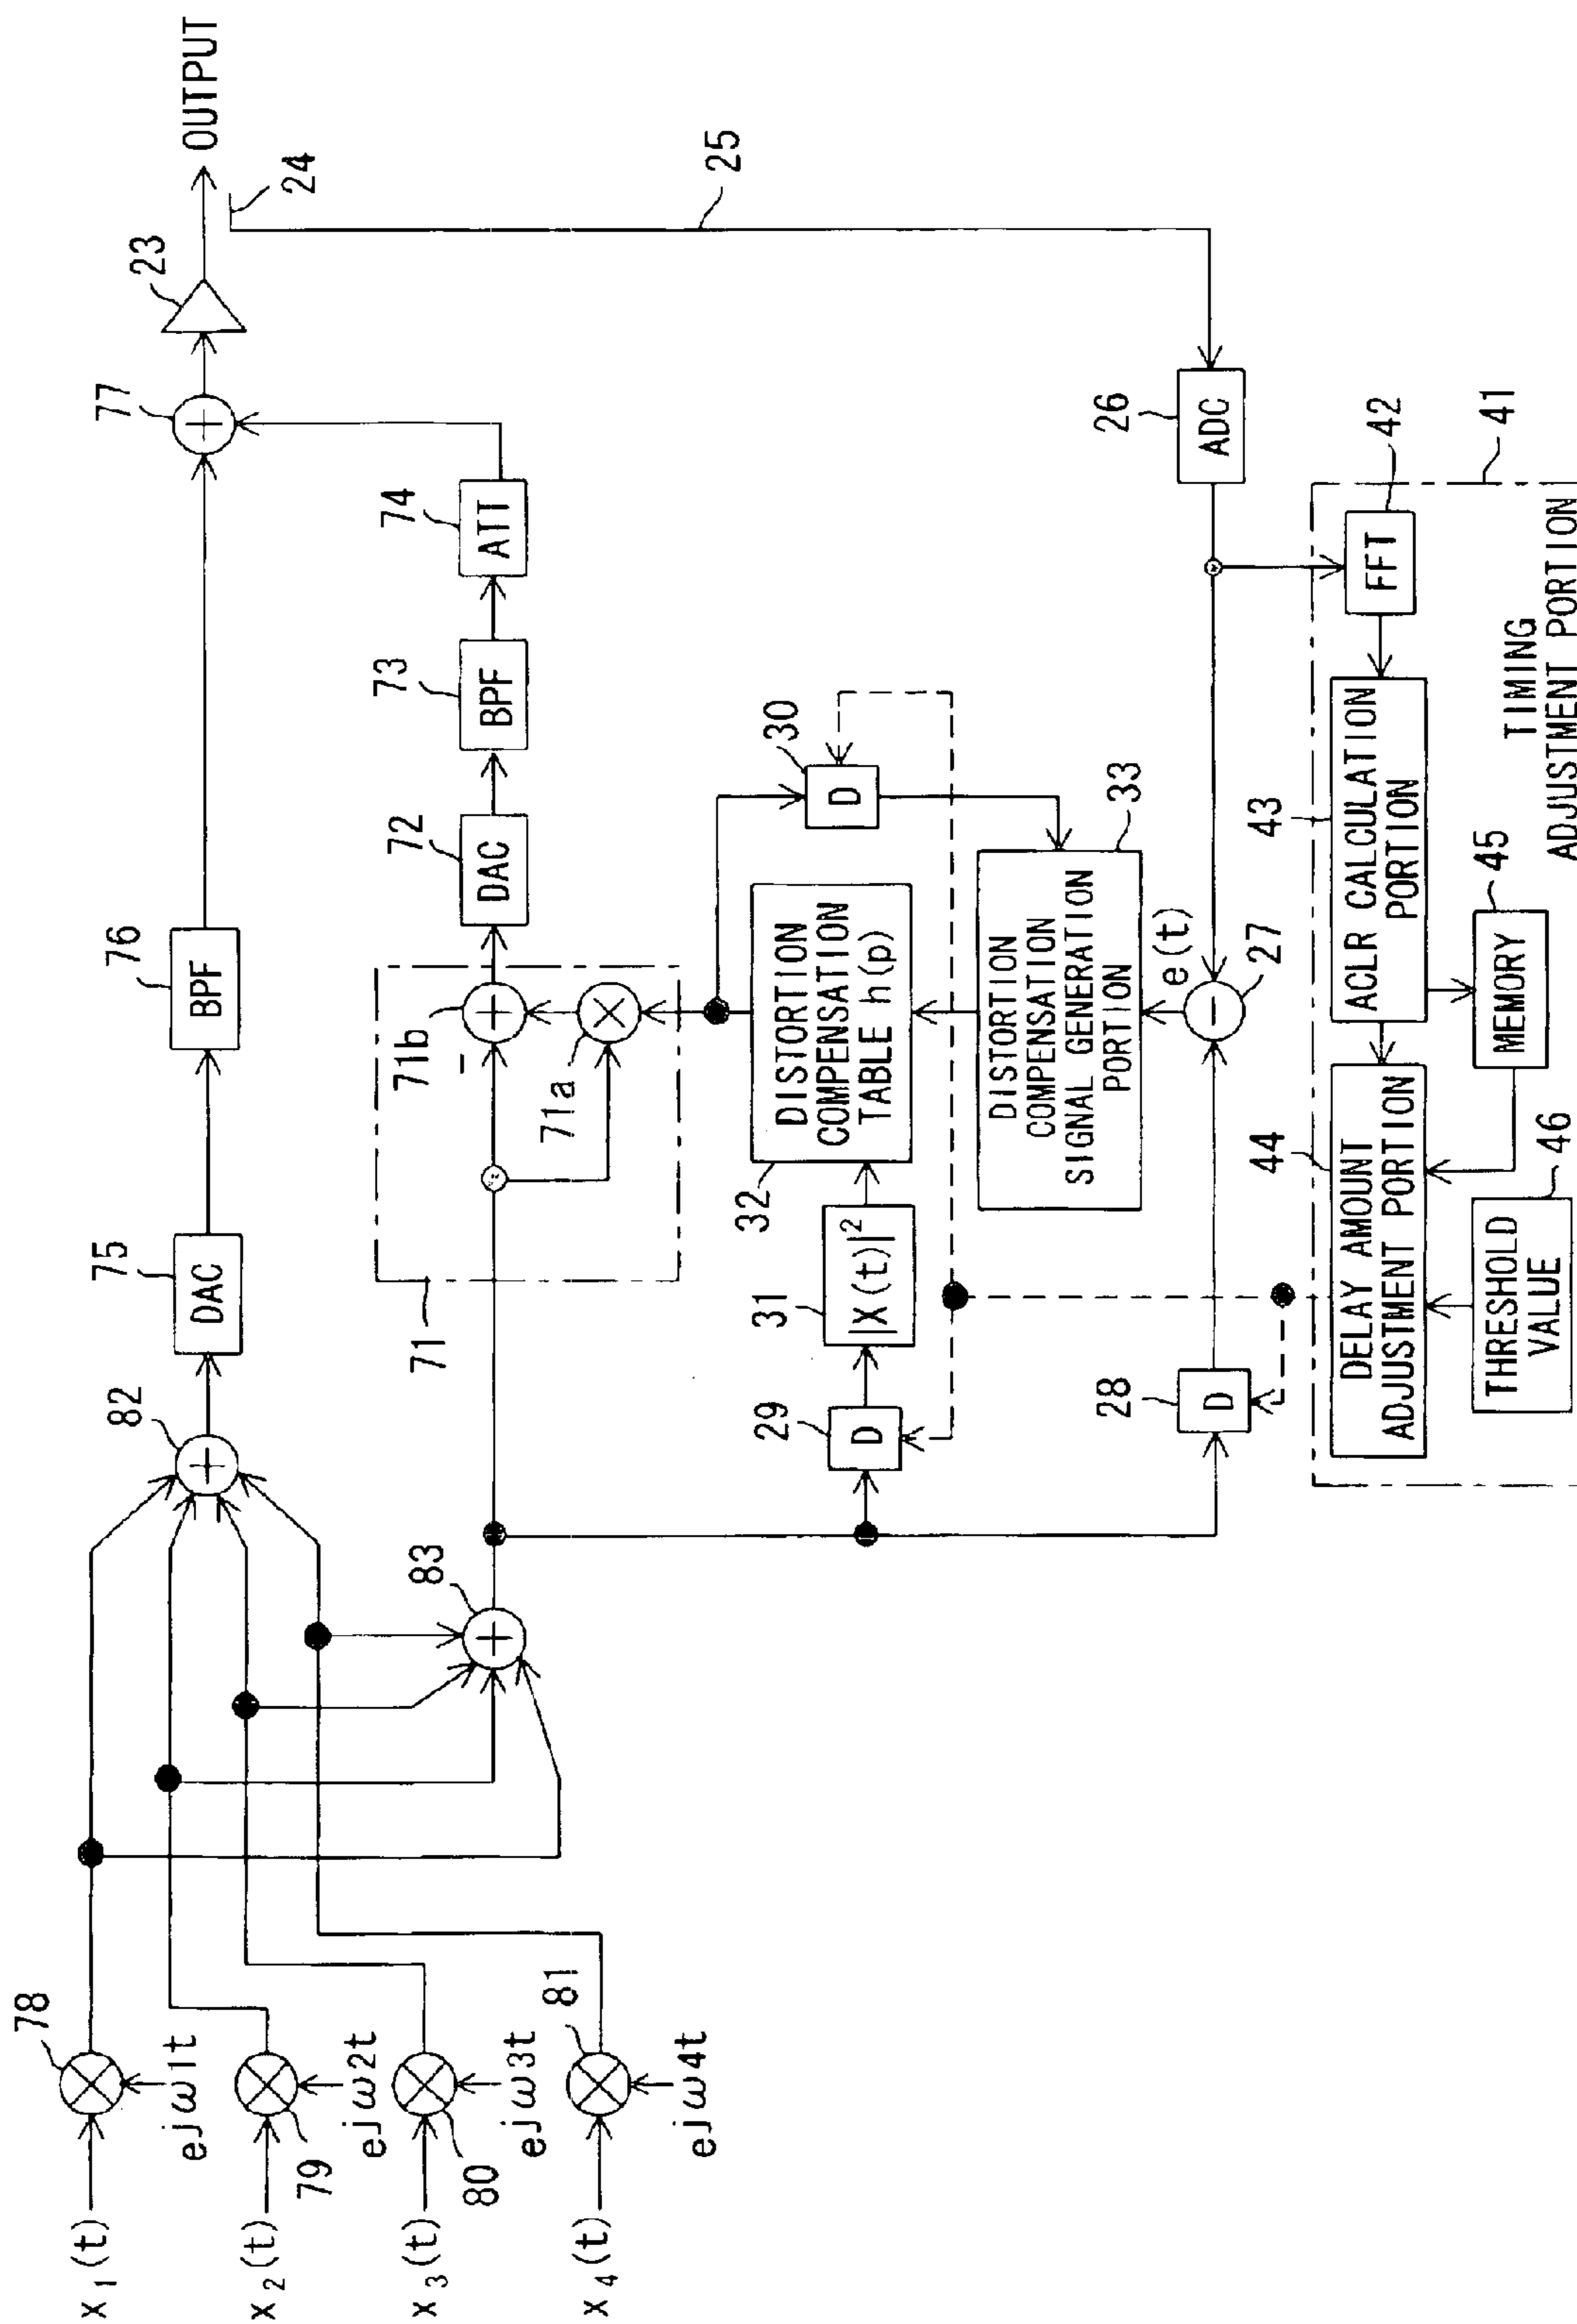 x1(t)
78
ejω1t
x2(t)
79
ejω2t
x3(t)
80
ejω3t
x4(t)
81
ejω4t
82
83
75
DAC
76
BPF
77
+
23
OUTPUT
24
25
71
71b
−
71a
72
DAC
73
BPF
74
ATT
29
D
31
|X(t)|²
32
DISTORTION
COMPENSATION
TABLE h(p)
30
D
33
DISTORTION
COMPENSATION
SIGNAL GENERATION
PORTION
28
D
27
−
e(t)
26
ADC
41
42
FFT
43
ACLR CALCULATION
PORTION
44
DELAY AMOUNT
ADJUSTMENT PORTION
45
MEMORY
46
THRESHOLD
VALUE
TIMING
ADJUSTMENT PORTION